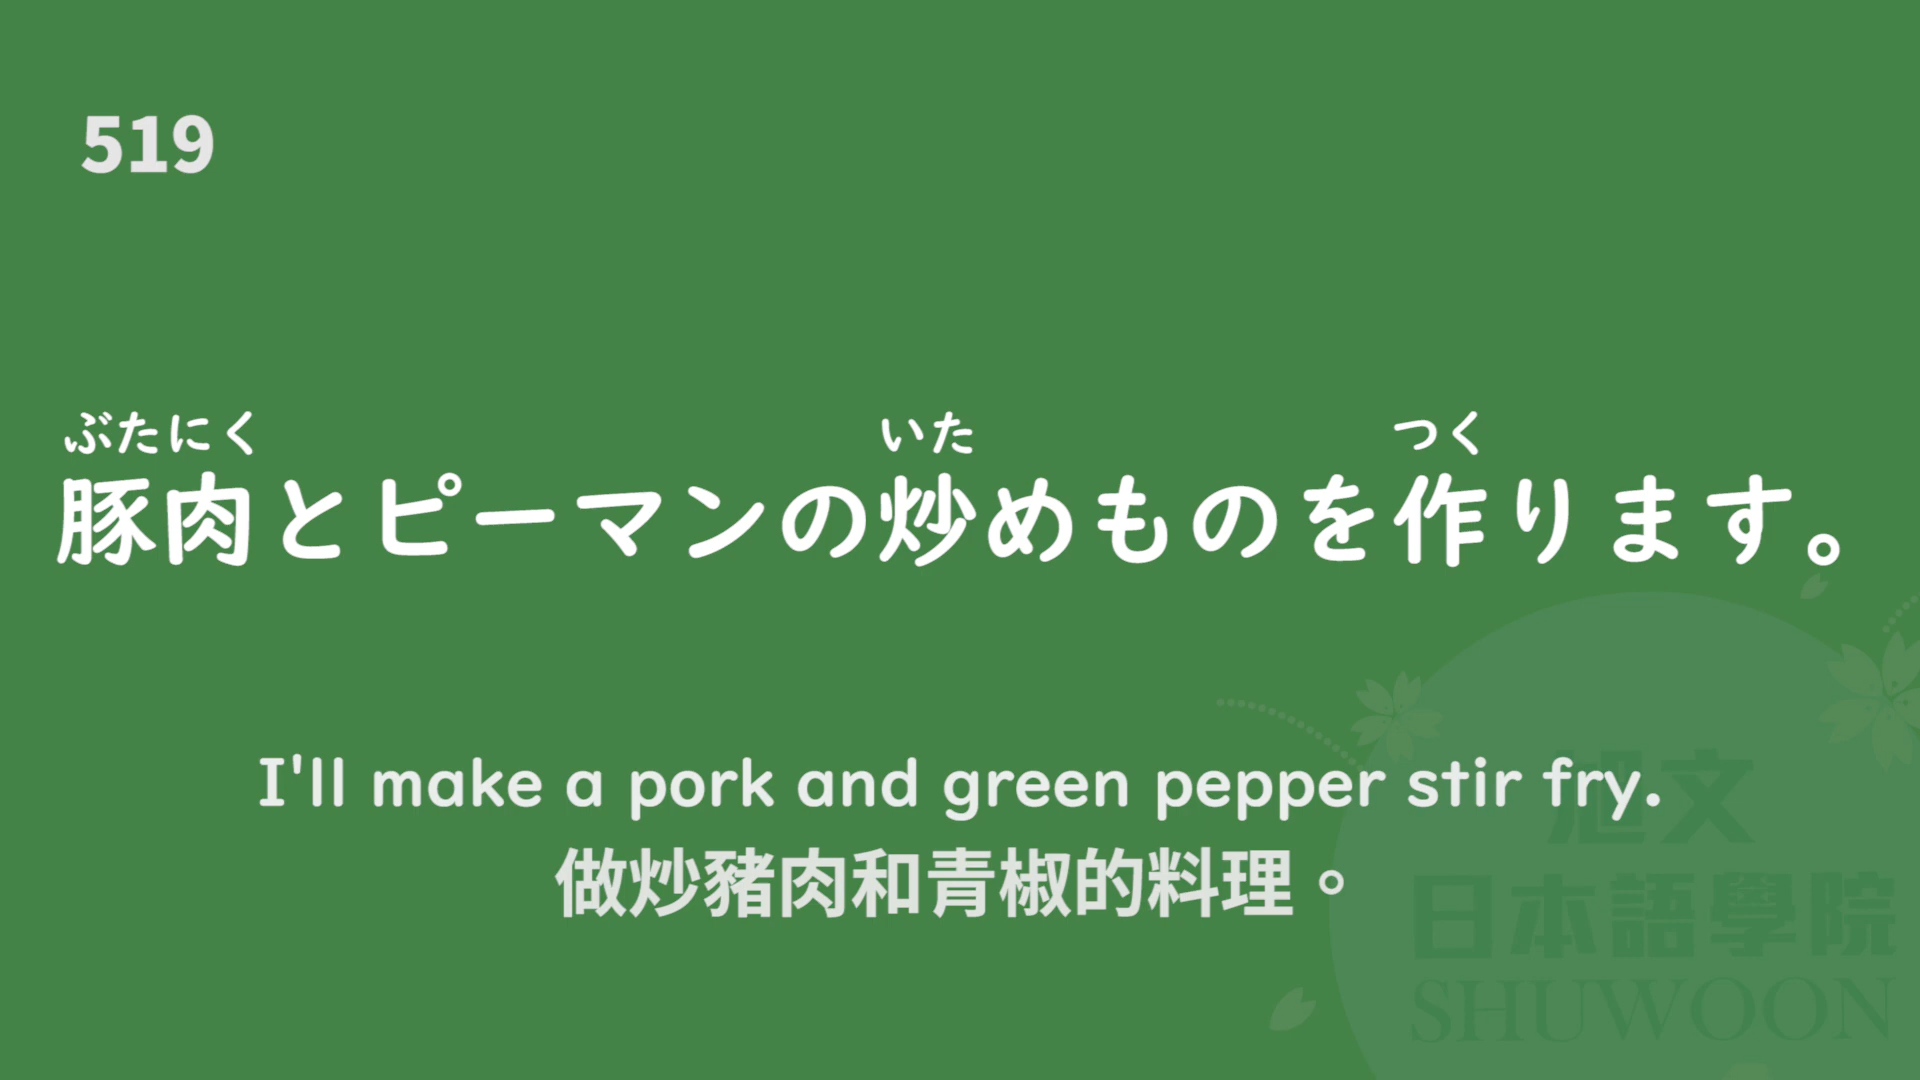 519
ぶたにく いた つく
豚肉とピーマンの炒めものを作ります。
I'll make a pork and green pepper stir fry.
做炒豬肉和青椒的料理。
旭文
日本語學院
SHUWOON